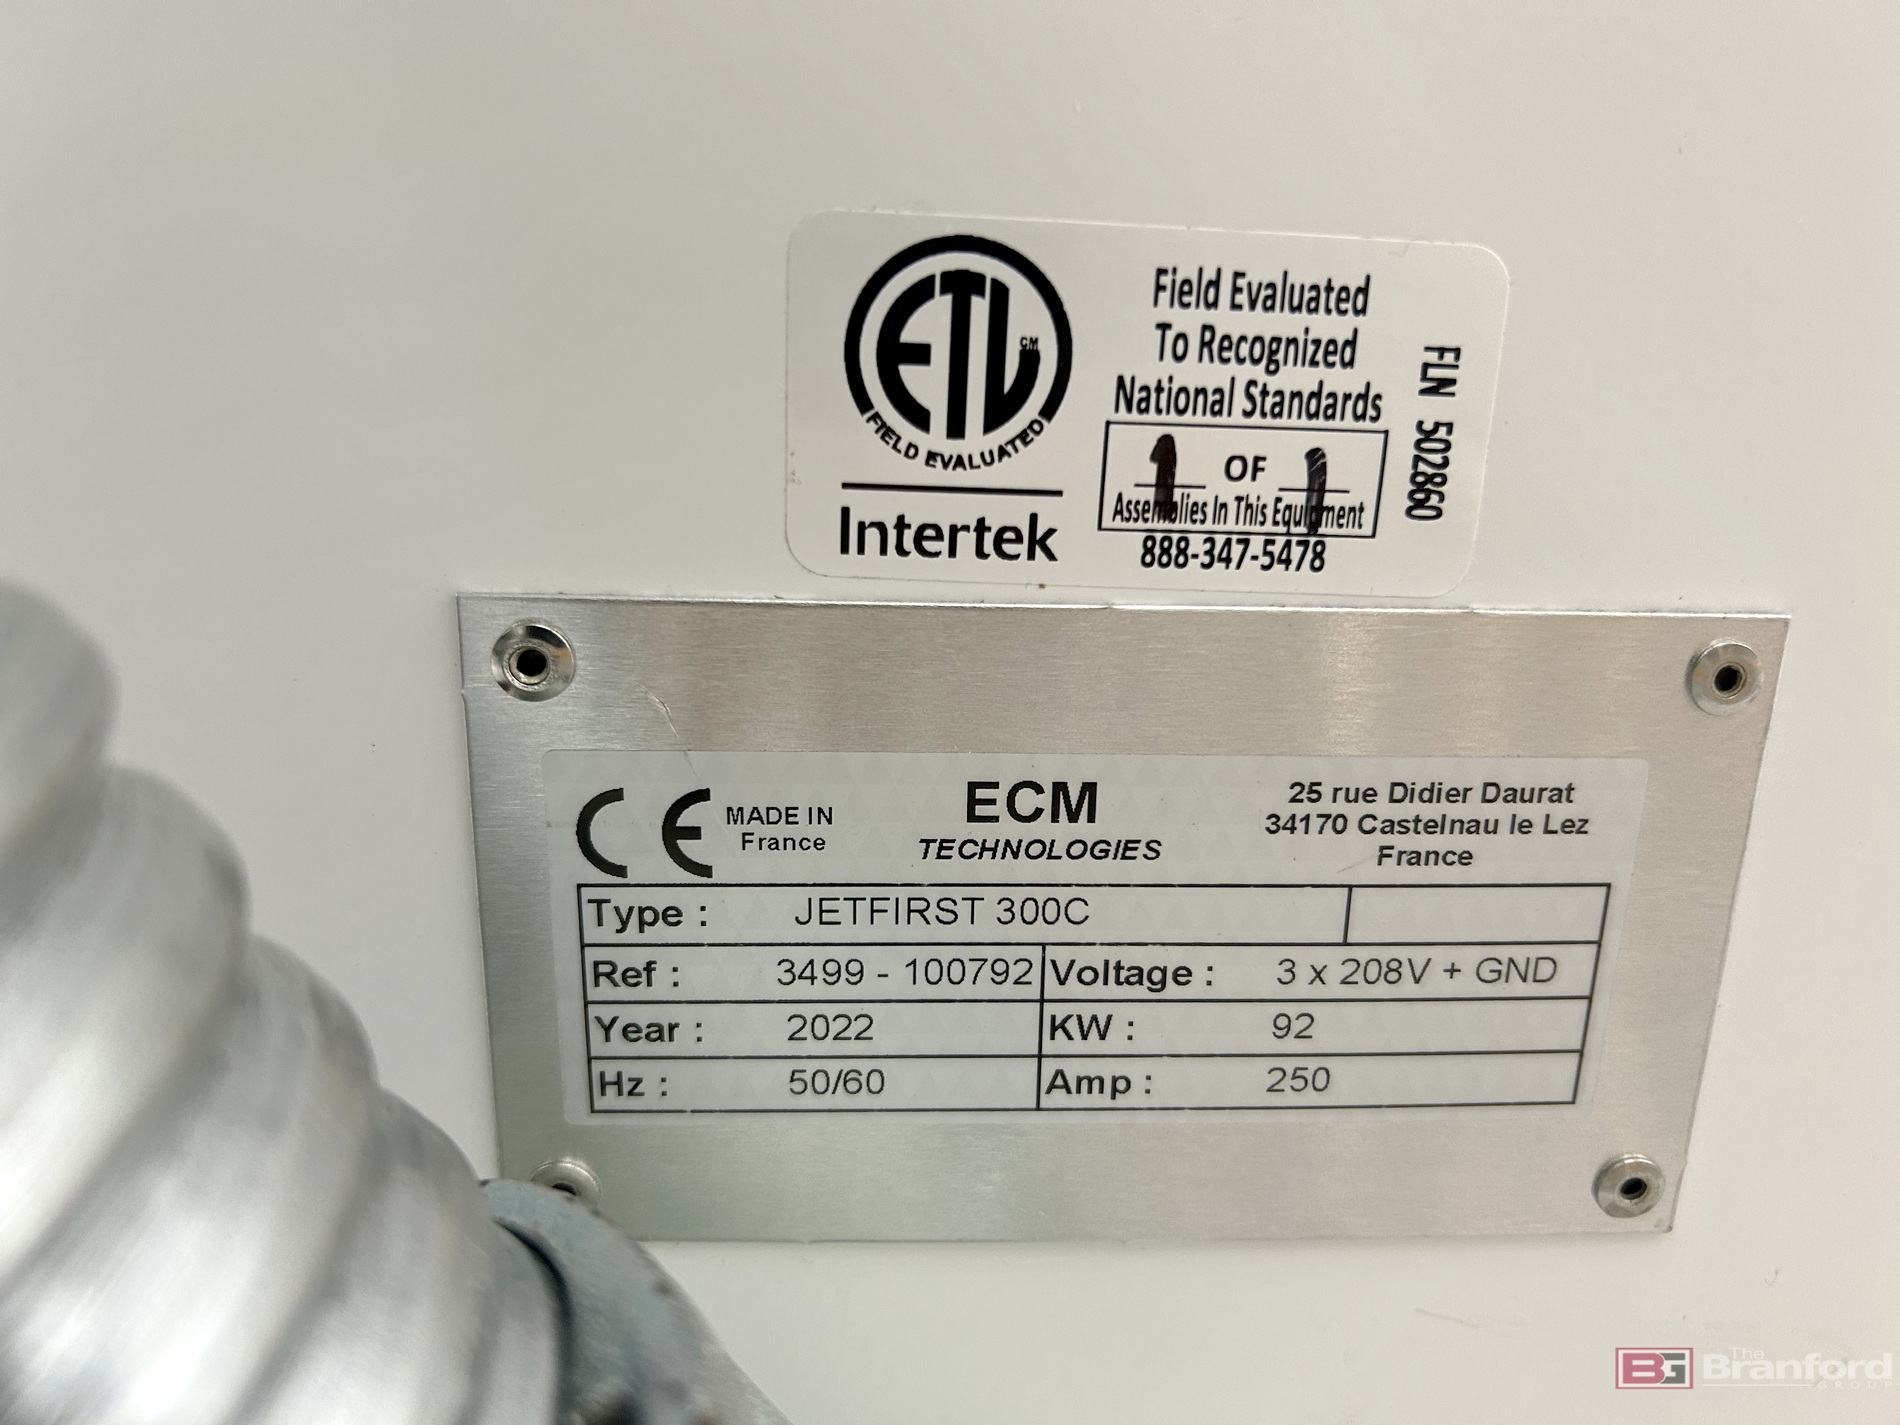 ETL CM
FIELD EVALUATED
Intertek
Field Evaluated
To Recognized
National Standards
1 OF 1
Assemblies In This Equipment
888-347-5478
FLN 502860
CE
MADE IN
France
ECM
TECHNOLOGIES
25 rue Didier Daurat
34170 Castelnau le Lez
France
Type : JETFIRST 300C
Ref : 3499 - 100792 Voltage : 3 x 208V + GND
Year : 2022 KW : 92
Hz : 50/60 Amp : 250
BG The
Branford
GROUP